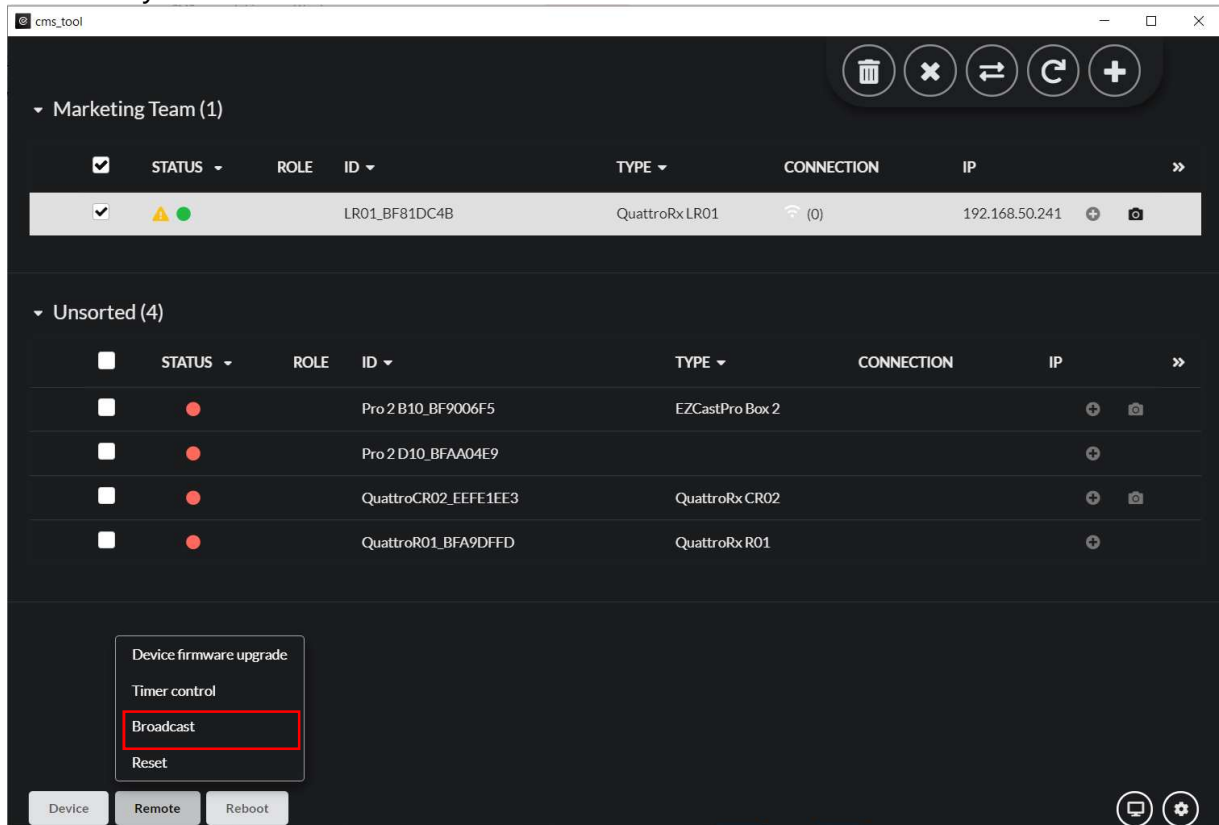 cms_tool
Marketing Team (1)
STATUS ROLE ID TYPE CONNECTION IP »
LR01_BF81DC4B QuattroRx LR01 (0) 192.168.50.241
Unsorted (4)
STATUS ROLE ID TYPE CONNECTION IP »
Pro 2 B10_BF9006F5 EZCastPro Box 2
Pro 2 D10_BFAA04E9
QuattroCR02_EEFE1EE3 QuattroRx CR02
QuattroR01_BFA9DFFD QuattroRx R01
Device firmware upgrade
Timer control
Broadcast
Reset
Device Remote Reboot